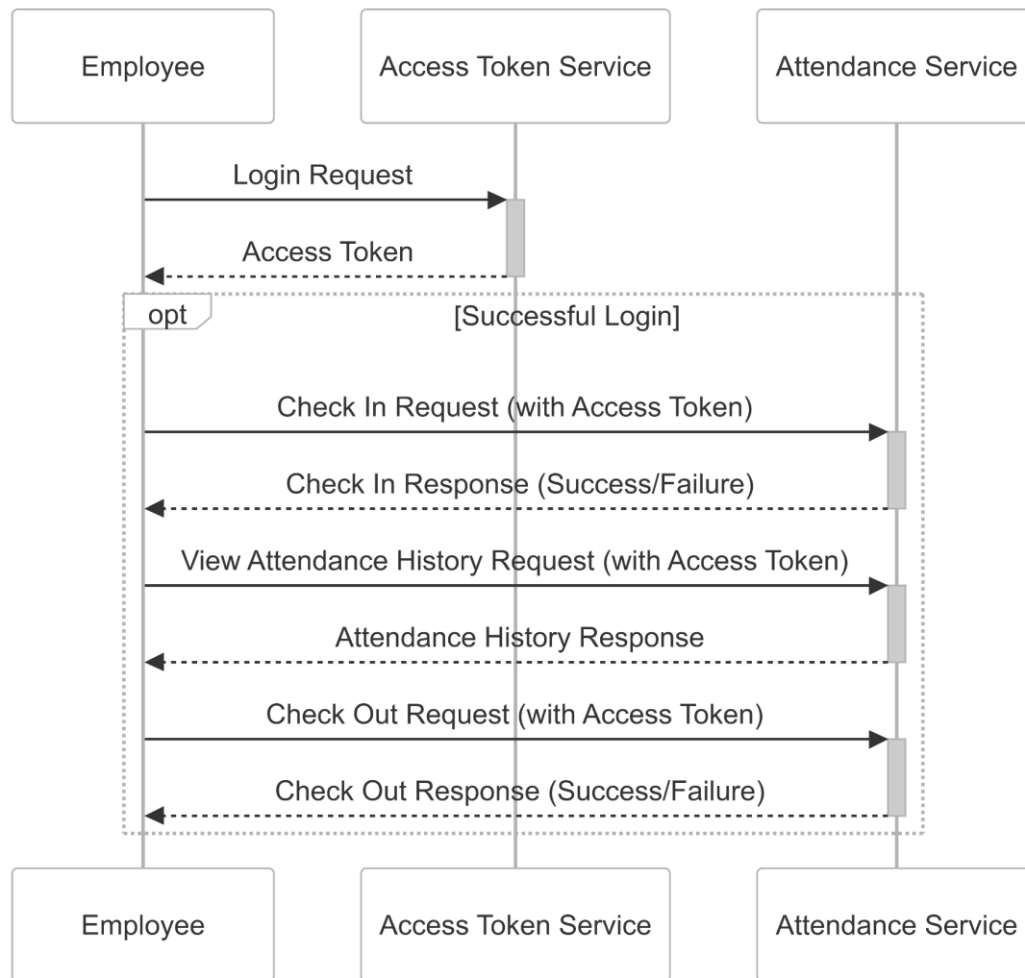 Employee
Access Token Service
Attendance Service
Login Request
Access Token
opt
[Successful Login]
Check In Request (with Access Token)
Check In Response (Success/Failure)
View Attendance History Request (with Access Token)
Attendance History Response
Check Out Request (with Access Token)
Check Out Response (Success/Failure)
Employee
Access Token Service
Attendance Service